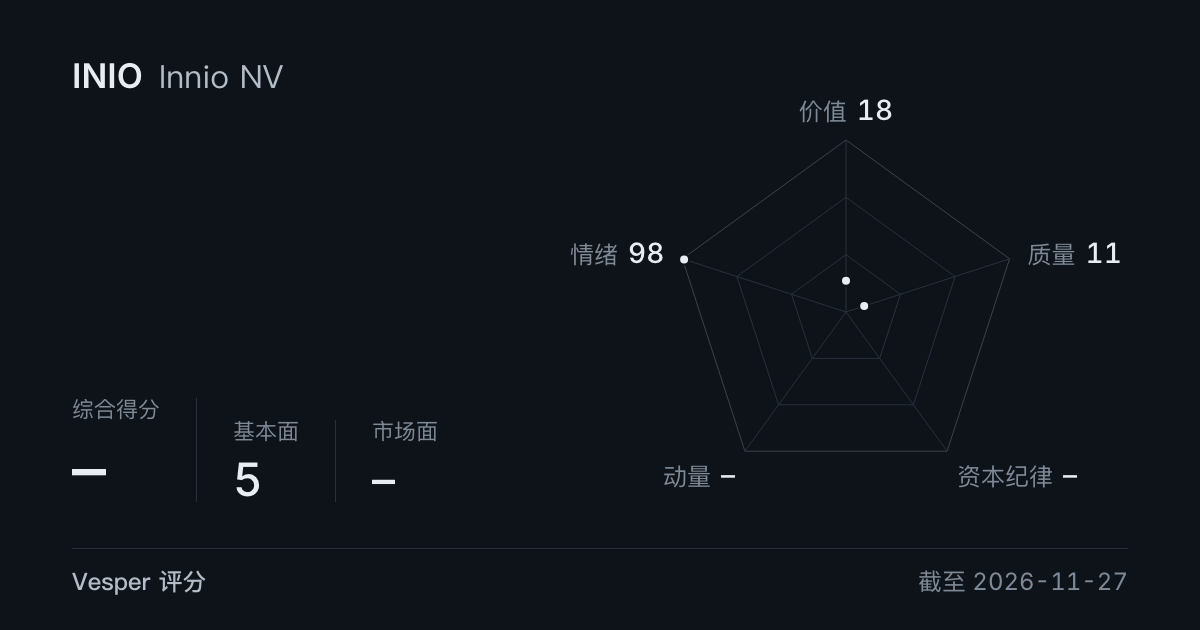 INIO Innio NV
价值 18
情绪 98
质量 11
动量 –
资本纪律 –
综合得分
–
基本面
5
市场面
–
Vesper 评分
截至 2026-11-27